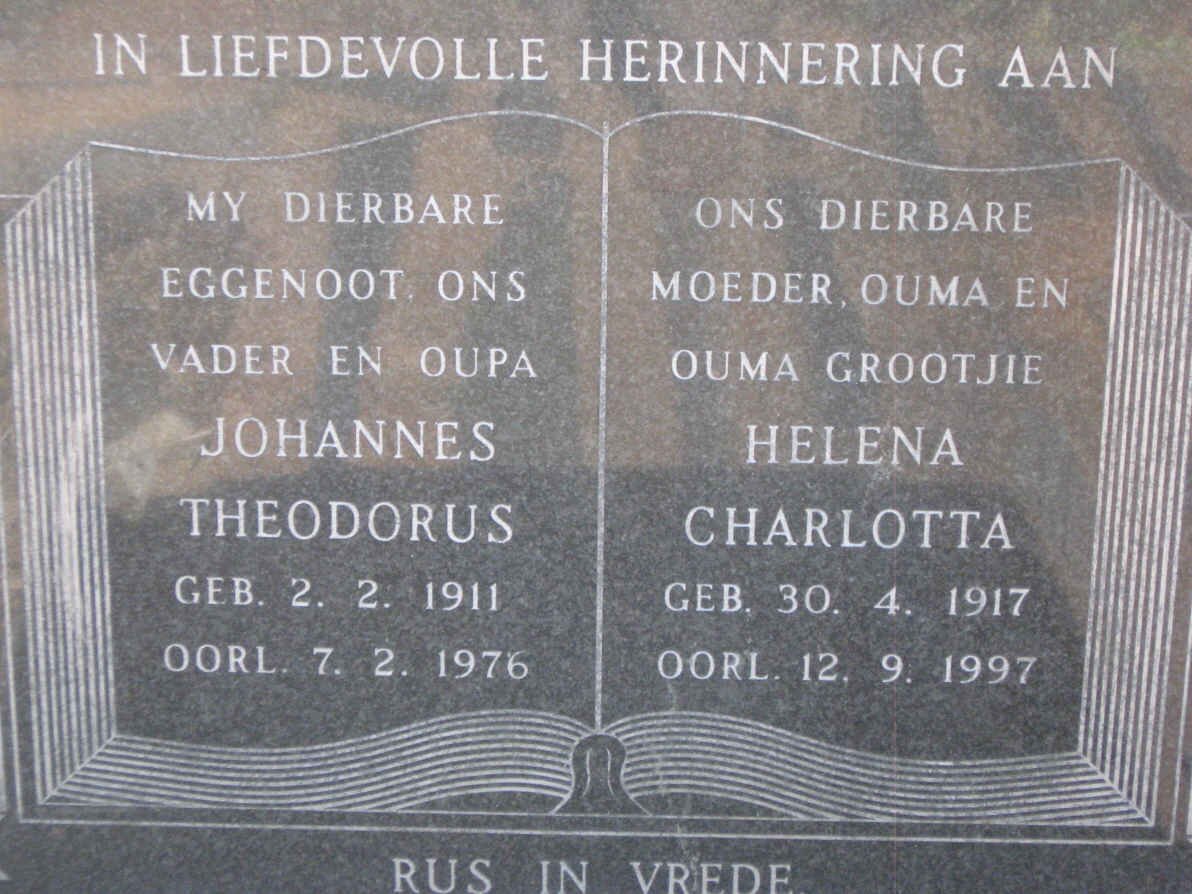 IN LIEFDEVOLLE HERINNERING AAN
MY DIERBARE
EGGENOOT, ONS
VADER EN OUPA
JOHANNES
THEODORUS
GEB. 2. 2. 1911
OORL. 7. 2. 1976
ONS DIERBARE
MOEDER, OUMA EN
OUMA GROOTJIE
HELENA
CHARLOTTA
GEB. 30. 4. 1917
OORL. 12. 9. 1997
RUS IN VREDE.